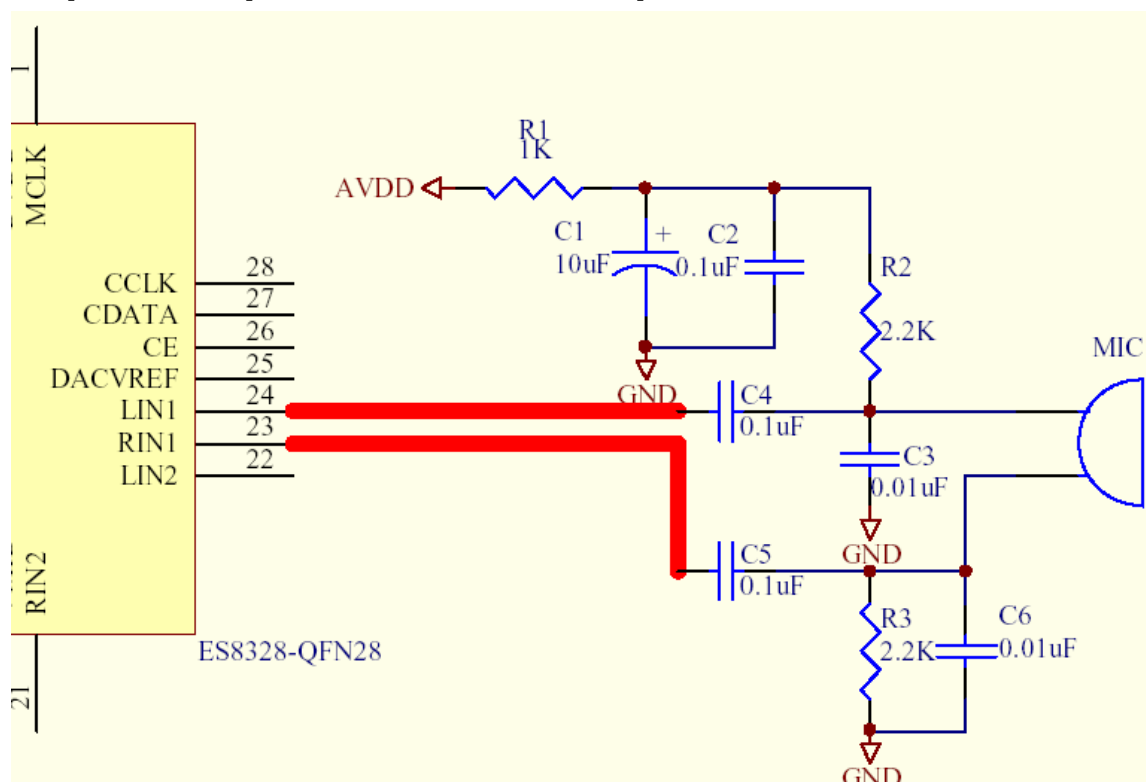 1
MCLK
R1
1K
AVDD
C1
10uF
+
C2
0.1uF
R2
2.2K
MIC
CCLK 28
CDATA 27
CE 26
DACVREF 25
LIN1 24
RIN1 23
LIN2 22
GND
C4
0.1uF
C3
0.01uF
GND
C5
0.1uF
R3
2.2K
C6
0.01uF
GND
RIN2
21
ES8328-QFN28